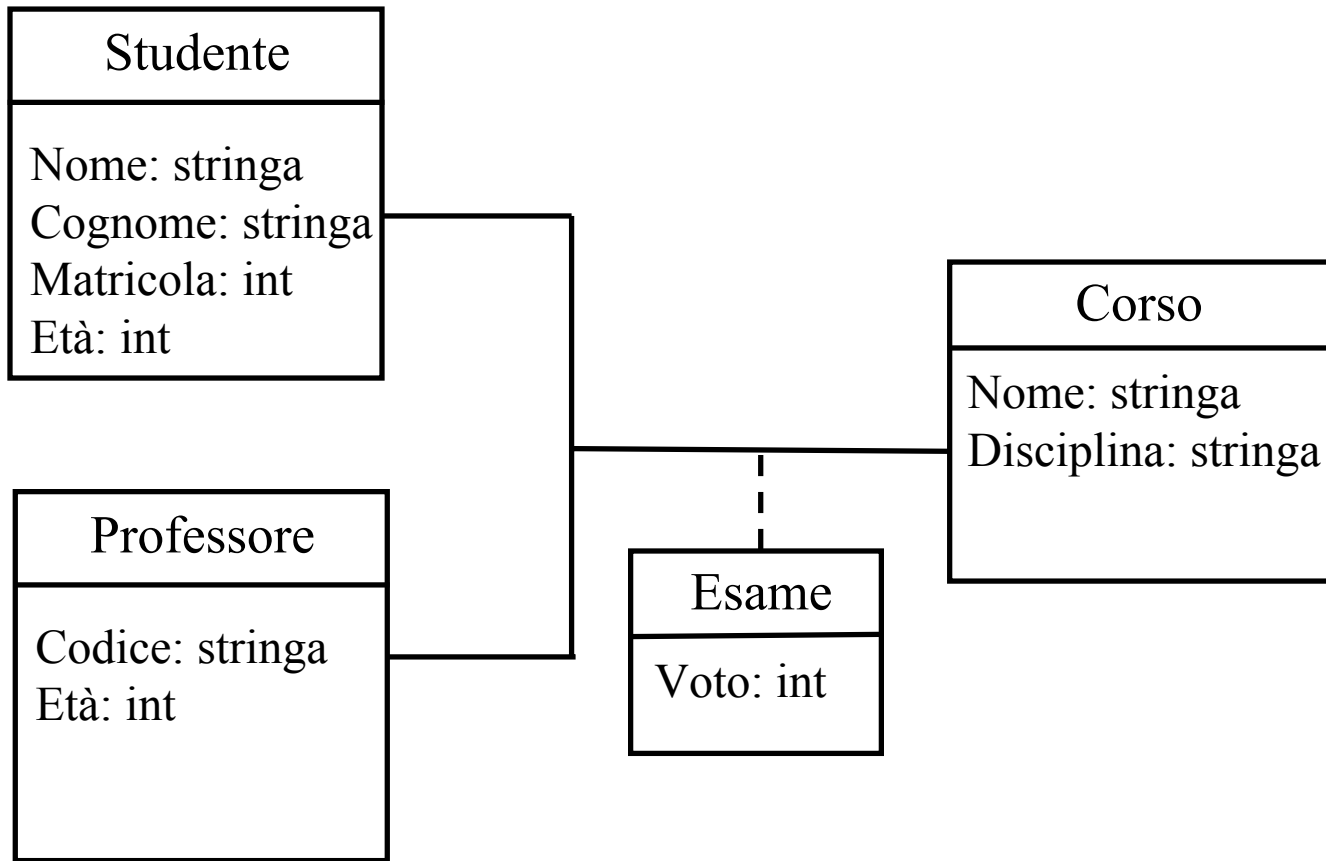 Studente
Nome: stringa
Cognome: stringa
Matricola: int
Età: int
Professore
Codice: stringa
Età: int
Esame
Voto: int
Corso
Nome: stringa
Disciplina: stringa